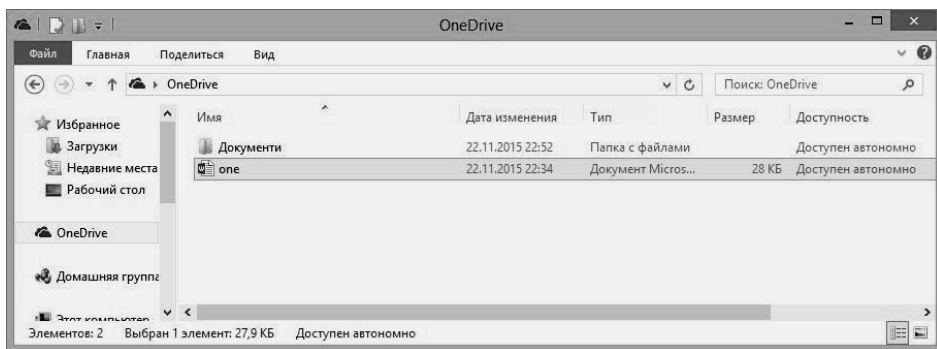 OneDrive
Файл Главная Поделиться Вид
OneDrive Поиск: OneDrive
Имя Дата изменения Тип Размер Доступность
Избранное
Загрузки
Недавние места
Рабочий стол
OneDrive
Домашняя группа
Этот компьютер
Документи 22.11.2015 22:52 Папка с файлами Доступен автономно
one 22.11.2015 22:34 Документ Micros... 28 КБ Доступен автономно
Элементов: 2 Выбран 1 элемент: 27,9 КБ Доступен автономно